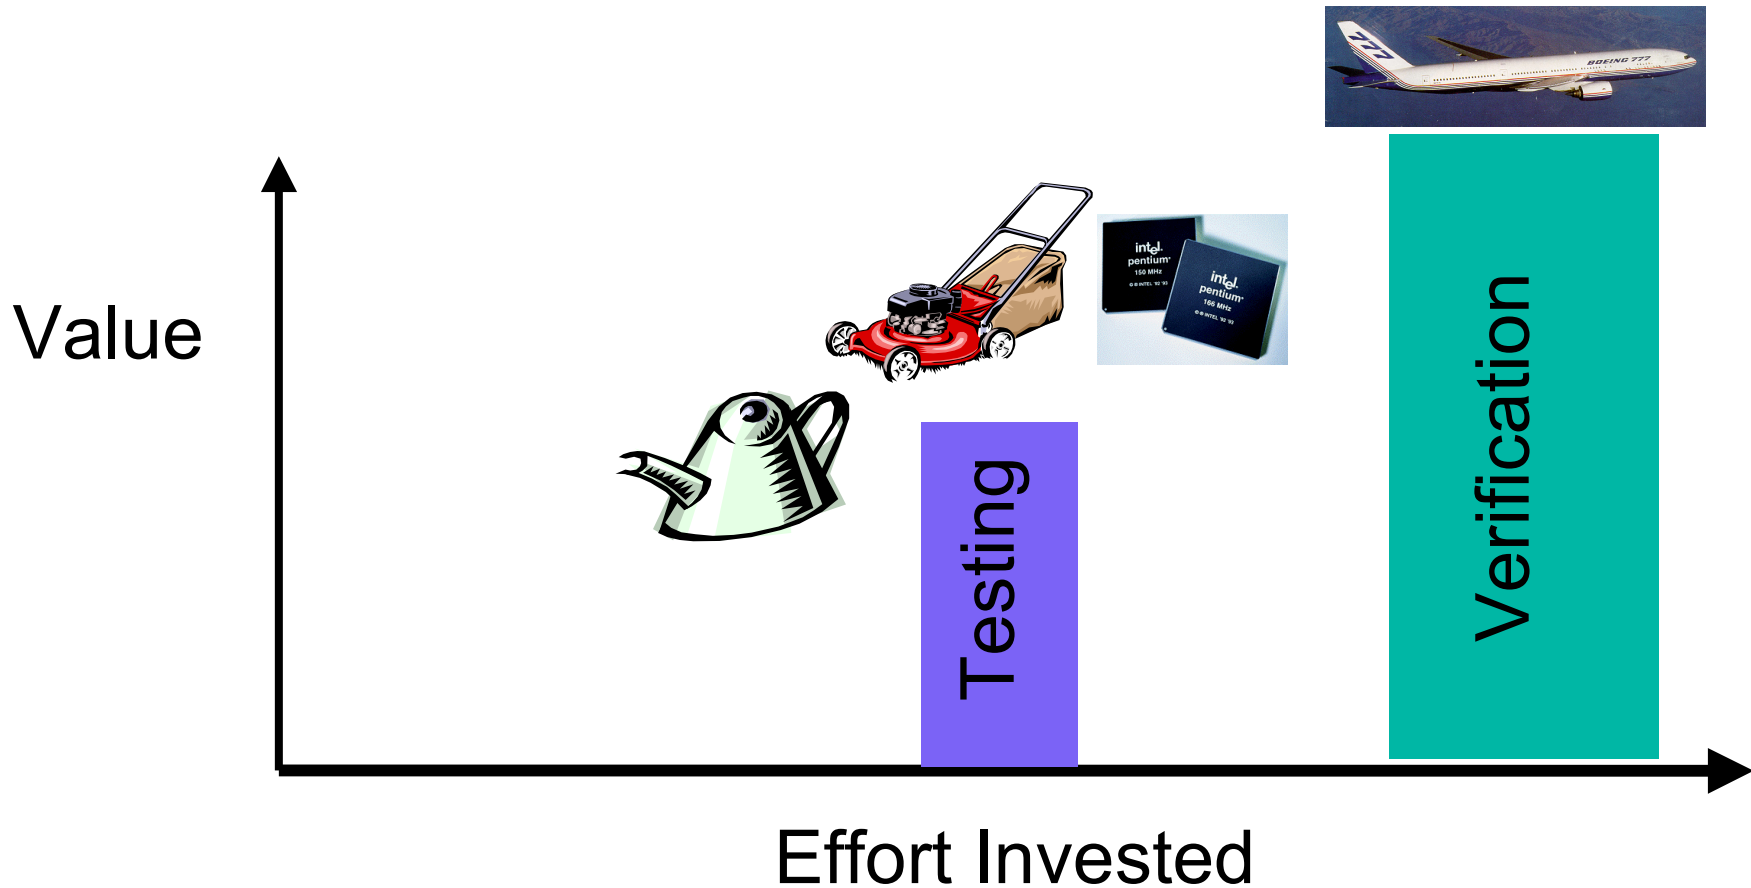 777
BOEING 777
intel.
pentium
150 MHz
intel.
pentium
166 MHz
Value
Testing
Verification
Effort Invested